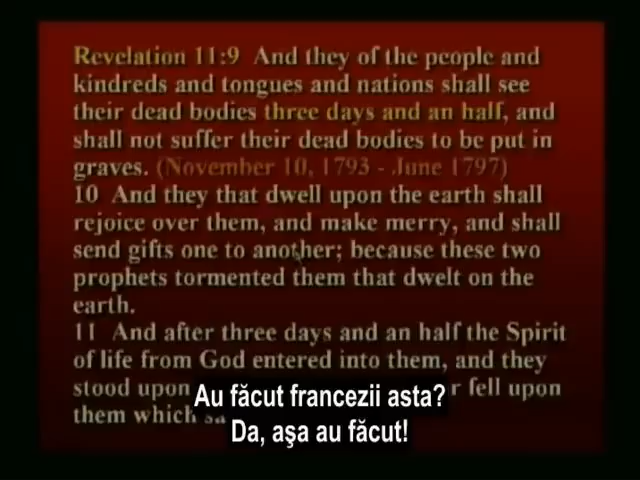 Revelation 11:9 And they of the people and
kindreds and tongues and nations shall see
their dead bodies three days and an half, and
shall not suffer their dead bodies to be put in
graves. (November 10, 1793 - June 1797)
10 And they that dwell upon the earth shall
rejoice over them, and make merry, and shall
send gifts one to another; because these two
prophets tormented them that dwelt on the
earth.
11 And after three days and an half the Spirit
of life from God entered into them, and they
stood upon r fell upon
them which sa
Au făcut francezii asta?
Da, aşa au făcut!